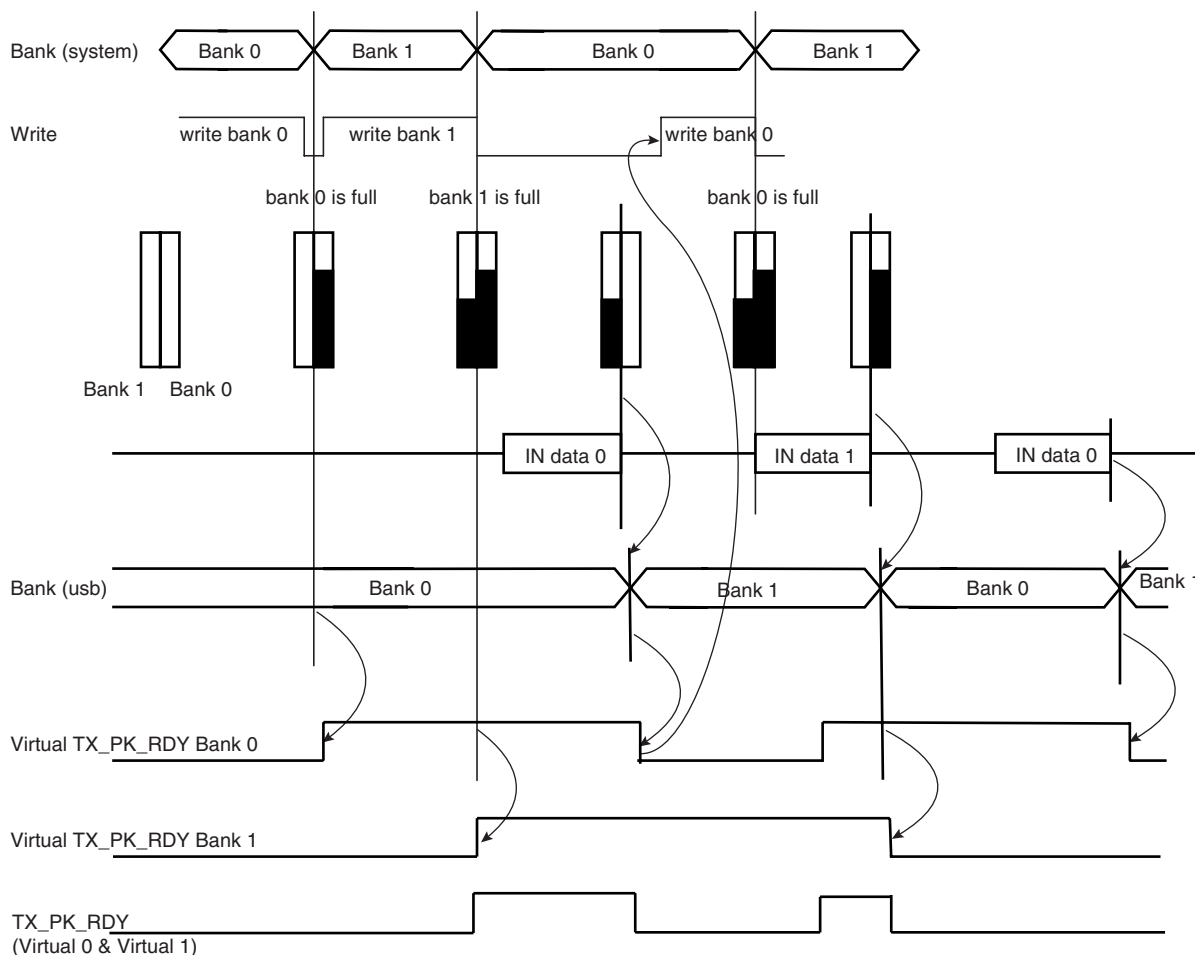 Bank (system)
Bank 0
Bank 1
Bank 0
Bank 1
Write
write bank 0
write bank 1
write bank 0
bank 0 is full
bank 1 is full
bank 0 is full
Bank 1
Bank 0
IN data 0
IN data 1
IN data 0
Bank (usb)
Bank 0
Bank 1
Bank 0
Bank 1
Virtual TX_PK_RDY Bank 0
Virtual TX_PK_RDY Bank 1
TX_PK_RDY
(Virtual 0 & Virtual 1)